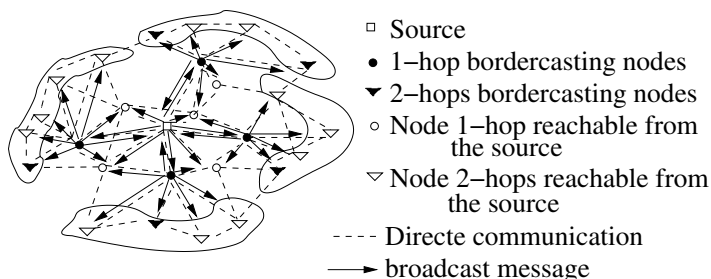 Source
1−hop bordercasting nodes
2−hops bordercasting nodes
Node 1−hop reachable from
the source
Node 2−hops reachable from
the source
Directe communication
broadcast message